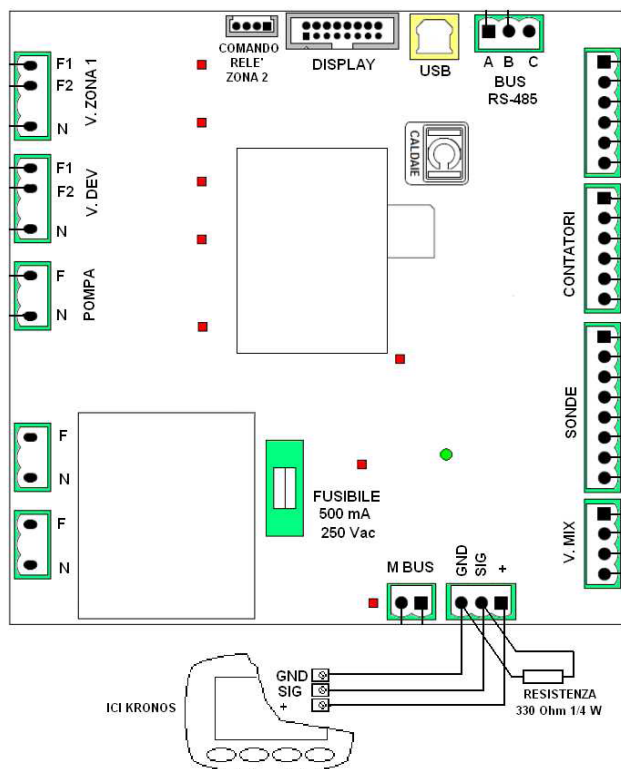 COMANDO
RELE'
ZONA 2
DISPLAY
USB
A B C
BUS
RS-485
F1
F2
N
V. ZONA 1
CALDAIE
F1
F2
N
V. DEV
CONTATORI
F
N
POMPA
SONDE
F
N
FUSIBILE
500 mA
250 Vac
F
N
V. MIX
M BUS
GND
SIG
+
GND
SIG
+
ICI KRONOS
RESISTENZA
330 Ohm 1/4 W